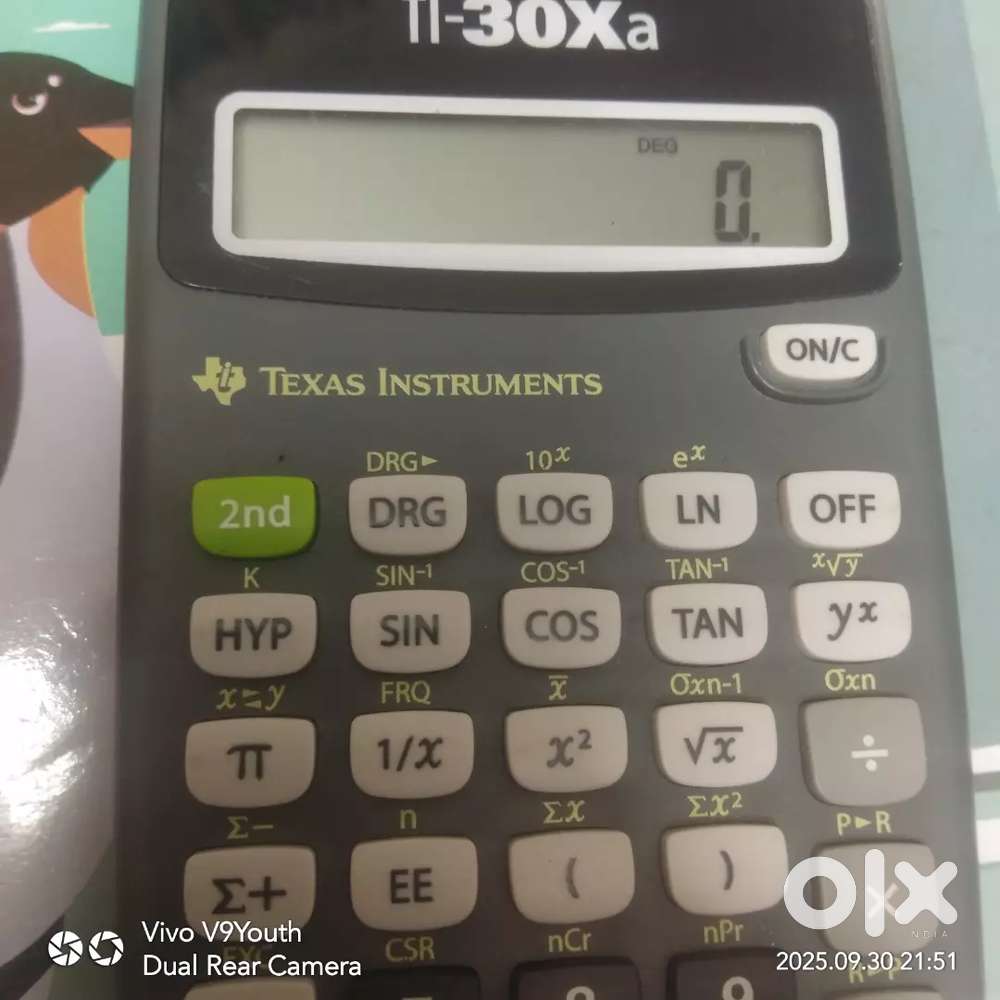 TI-30Xa
DEG
0.
ON/C
TEXAS INSTRUMENTS
DRG► 10ˣ eˣ
2nd DRG LOG LN OFF
K SIN⁻¹ COS⁻¹ TAN⁻¹ ˣ√y
HYP SIN COS TAN yˣ
x⇄y FRQ x̄ σxn-1 σxn
π 1/x x² √x ÷
Σ− n Σx Σx² P►R
Σ+ EE ( ) ×
CSR nCr nPr R►P
olx
INDIA
Vivo V9Youth
Dual Rear Camera
2025.09.30 21:51